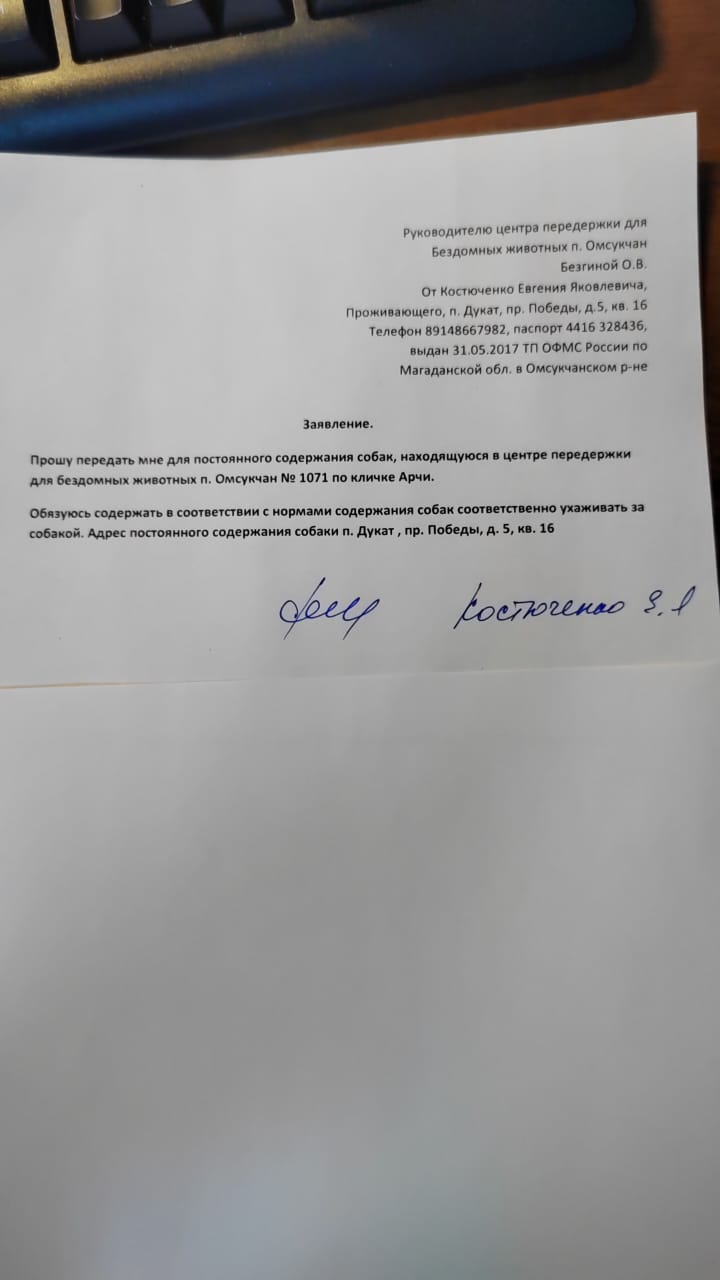 Руководителю центра передержки для
Бездомных животных п. Омсукчан
Безгиной О.В.
От Костюченко Евгения Яковлевича,
Проживающего, п. Дукат, пр. Победы, д.5, кв. 16
Телефон 89148667982, паспорт 4416 328436,
выдан 31.05.2017 ТП ОФМС России по
Магаданской обл. в Омсукчанском р-не
Заявление.
Прошу передать мне для постоянного содержания собак, находящуюся в центре передержки
для бездомных животных п. Омсукчан № 1071 по кличке Арчи.
Обязуюсь содержать в соответствии с нормами содержания собак соответственно ухаживать за
собакой. Адрес постоянного содержания собаки п. Дукат , пр. Победы, д. 5, кв. 16
Костюченко Е.Я